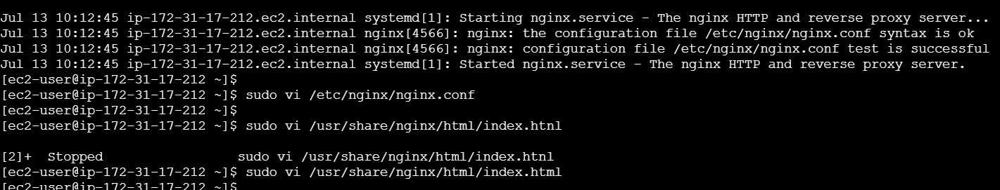 Jul 13 10:12:45 ip-172-31-17-212.ec2.internal systemd[1]: Starting nginx.service - The nginx HTTP and reverse proxy server...
Jul 13 10:12:45 ip-172-31-17-212.ec2.internal nginx[4566]: nginx: the configuration file /etc/nginx/nginx.conf syntax is ok
Jul 13 10:12:45 ip-172-31-17-212.ec2.internal nginx[4566]: nginx: configuration file /etc/nginx/nginx.conf test is successful
Jul 13 10:12:45 ip-172-31-17-212.ec2.internal systemd[1]: Started nginx.service - The nginx HTTP and reverse proxy server.
[ec2-user@ip-172-31-17-212 ~]$
[ec2-user@ip-172-31-17-212 ~]$ sudo vi /etc/nginx/nginx.conf
[ec2-user@ip-172-31-17-212 ~]$
[ec2-user@ip-172-31-17-212 ~]$ sudo vi /usr/share/nginx/html/index.htnl
[2]+  Stopped                 sudo vi /usr/share/nginx/html/index.htnl
[ec2-user@ip-172-31-17-212 ~]$ sudo vi /usr/share/nginx/html/index.html
[ec2-user@ip-172-31-17-212 ~]$